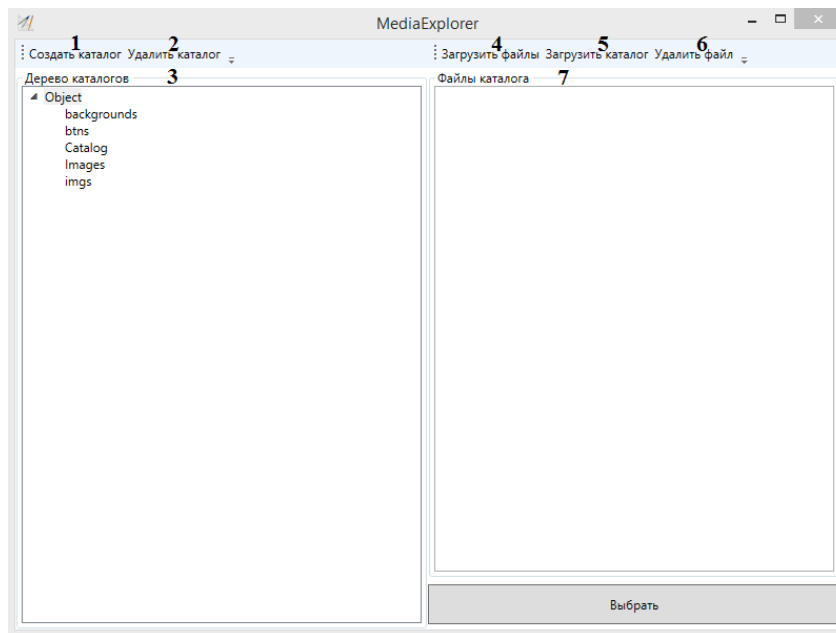 MediaExplorer
1 2 4 5 6
Создать каталог Удалить каталог Загрузить файлы Загрузить каталог Удалить файл
Дерево каталогов 3 Файлы каталога 7
Object
backgrounds
btns
Catalog
Images
imgs
Выбрать